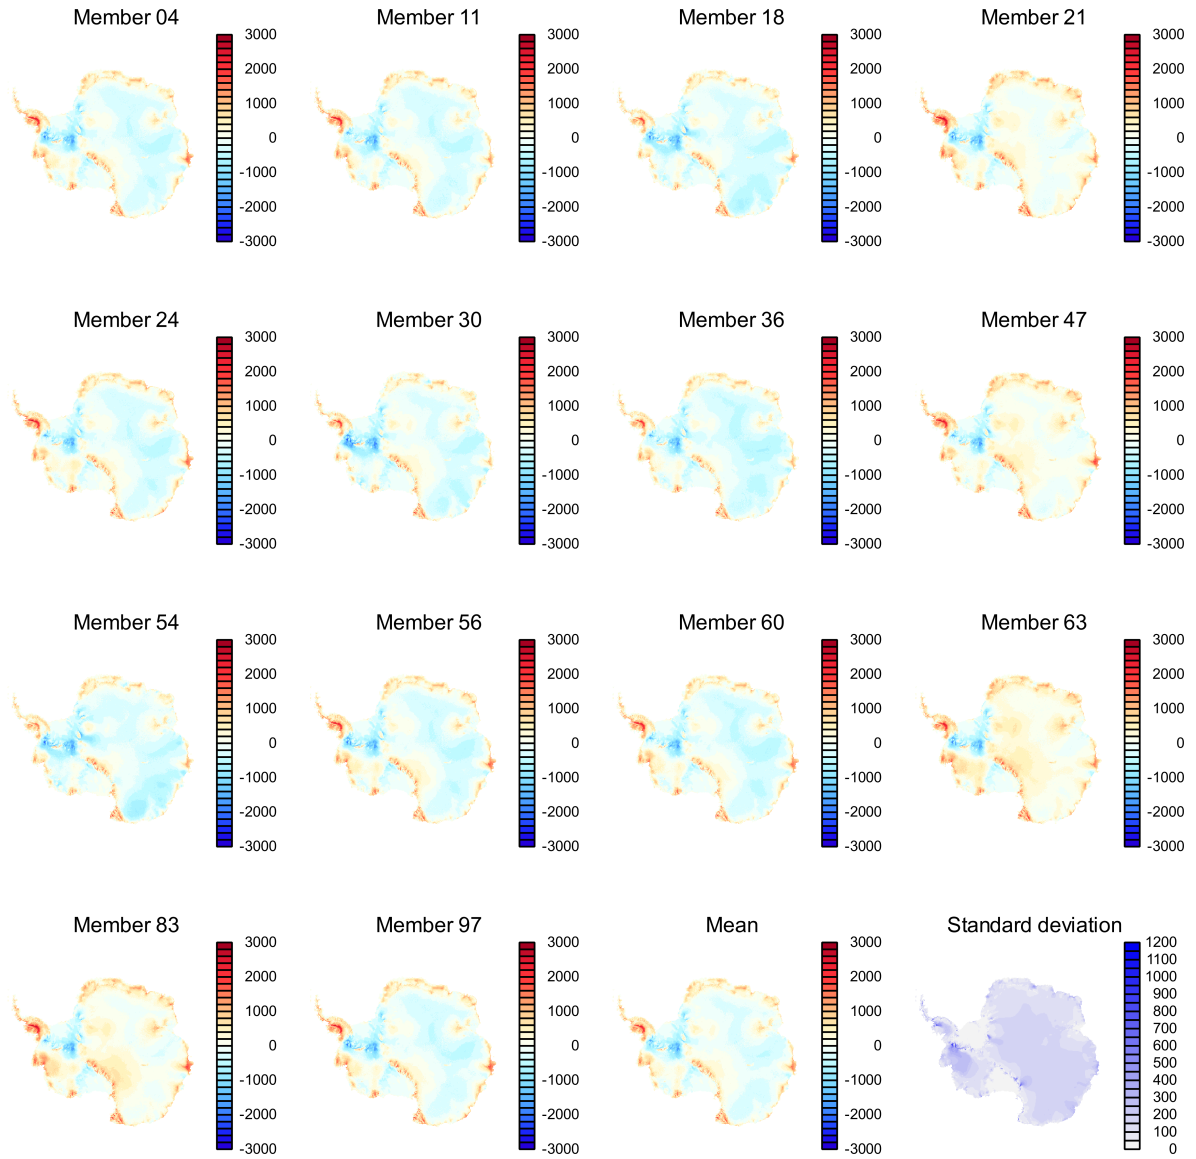 Member 04
Member 11
Member 18
Member 21
3000 3000 3000 3000
2000 2000 2000 2000
1000 1000 1000 1000
0 0 0 0
-1000 -1000 -1000 -1000
-2000 -2000 -2000 -2000
-3000 -3000 -3000 -3000
Member 24
Member 30
Member 36
Member 47
3000 3000 3000 3000
2000 2000 2000 2000
1000 1000 1000 1000
0 0 0 0
-1000 -1000 -1000 -1000
-2000 -2000 -2000 -2000
-3000 -3000 -3000 -3000
Member 54
Member 56
Member 60
Member 63
3000 3000 3000 3000
2000 2000 2000 2000
1000 1000 1000 1000
0 0 0 0
-1000 -1000 -1000 -1000
-2000 -2000 -2000 -2000
-3000 -3000 -3000 -3000
Member 83
Member 97
Mean
Standard deviation
3000 3000 3000
2000 2000 2000
1000 1000 1000
0 0 0
-1000 -1000 -1000
-2000 -2000 -2000
-3000 -3000 -3000
1200
1100
1000
900
800
700
600
500
400
300
200
100
0